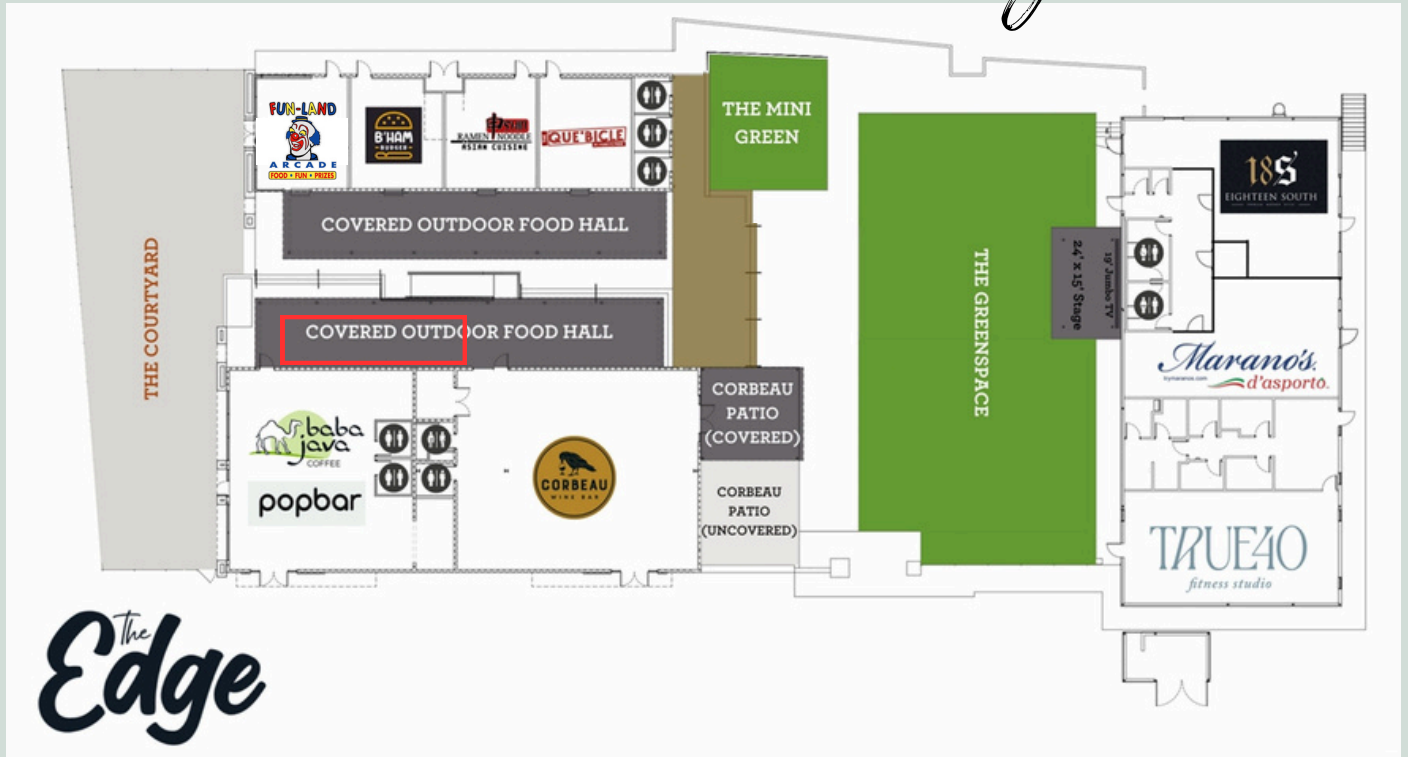 FUN-LAND
ARCADE
FOOD • FUN • PRIZES
B'HAM
BURGER
RAMEN NOODLE
ASIAN CUISINE
QUE'BICLE
THE MINI
GREEN
18S
EIGHTEEN SOUTH
COVERED OUTDOOR FOOD HALL
THE COURTYARD
COVERED OUTDOOR FOOD HALL
THE GREENSPACE
19' Jumbo TV
24' x 15' Stage
Marano's.
trymaranos.com
d'asporto.
CORBEAU
PATIO
(COVERED)
baba
java
COFFEE
popbar
CORBEAU
WINE BAR
CORBEAU
PATIO
(UNCOVERED)
TRUE40
fitness studio
The
Edge